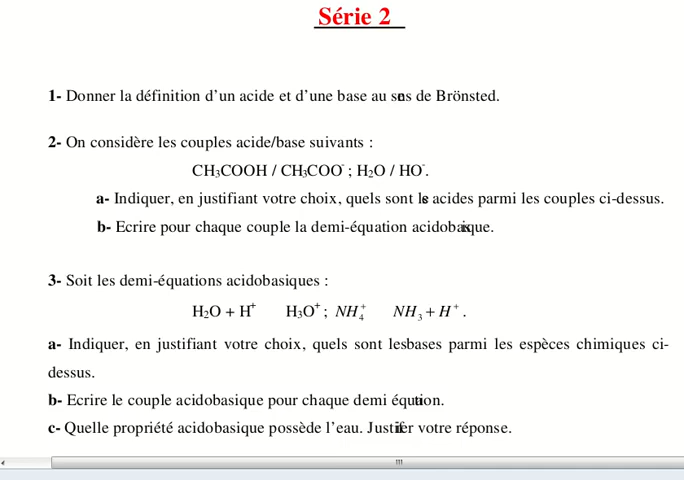 Série 2
1- Donner la définition d'un acide et d'une base au sens de Brönsted.
2- On considère les couples acide/base suivants :
CH₃COOH / CH₃COO⁻ ; H₂O / HO⁻.
a- Indiquer, en justifiant votre choix, quels sont les acides parmi les couples ci-dessus.
b- Ecrire pour chaque couple la demi-équation acidobasique.
3- Soit les demi-équations acidobasiques :
H₂O + H⁺ H₃O⁺ ; NH₄⁺ NH₃ + H⁺ .
a- Indiquer, en justifiant votre choix, quels sont lesbases parmi les espèces chimiques ci-
dessus.
b- Ecrire le couple acidobasique pour chaque demi équation.
c- Quelle propriété acidobasique possède l'eau. Justifier votre réponse.